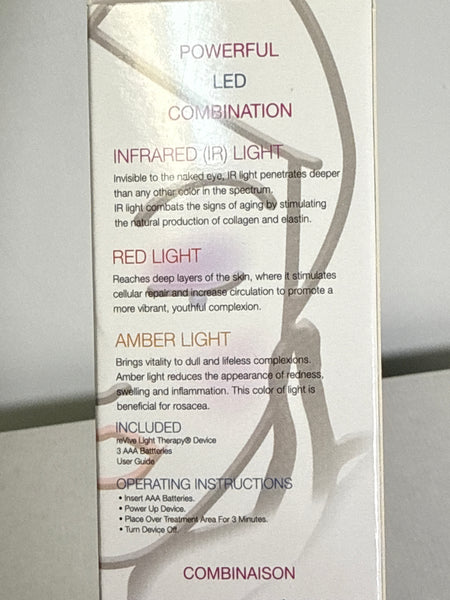 POWERFUL
LED
COMBINATION
INFRARED (IR) LIGHT
Invisible to the naked eye, IR light penetrates deeper
than any other color in the spectrum.
IR light combats the signs of aging by stimulating
the natural production of collagen and elastin.
RED LIGHT
Reaches deep layers of the skin, where it stimulates
cellular repair and increase circulation to promote a
more vibrant, youthful complexion.
AMBER LIGHT
Brings vitality to dull and lifeless complexions.
Amber light reduces the appearance of redness,
swelling and inflammation. This color of light is
beneficial for rosacea.
INCLUDED
reVive Light Therapy® Device
3 AAA Battteries
User Guide
OPERATING INSTRUCTIONS
• Insert AAA Batteries.
• Power Up Device.
• Place Over Treatment Area For 3 Minutes.
• Turn Device Off.
COMBINAISON